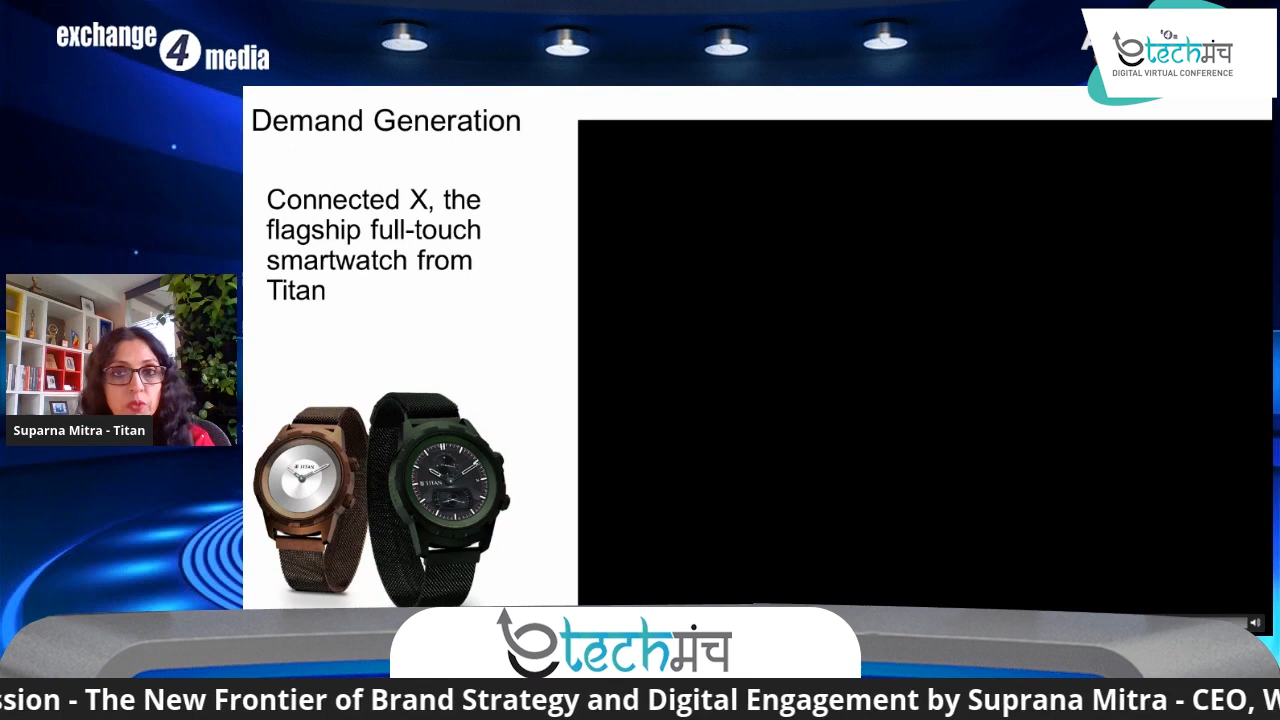 exchange
4
media
techमंच
DIGITAL VIRTUAL CONFERENCE
Demand Generation
Connected X, the
flagship full-touch
smartwatch from
Titan
TITAN
TITAN
Suparna Mitra - Titan
techमंच
ssion - The New Frontier of Brand Strategy and Digital Engagement by Suprana Mitra - CEO, W